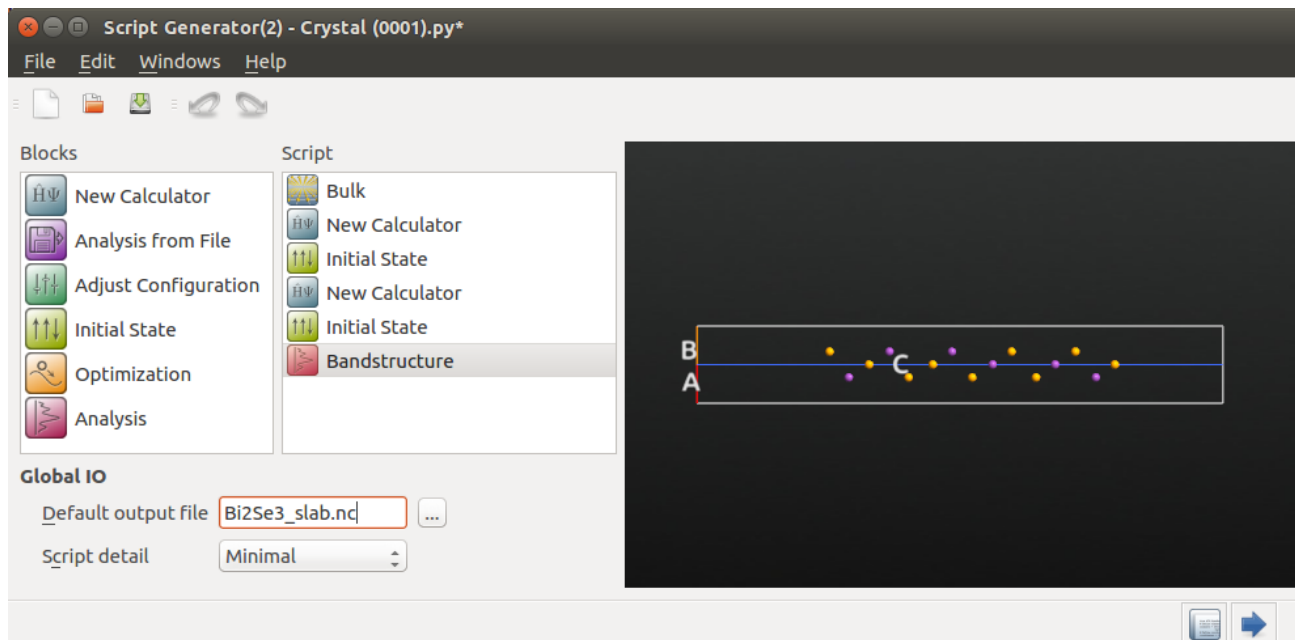 Script Generator(2) - Crystal (0001).py*
File Edit Windows Help
Blocks
New Calculator
Analysis from File
Adjust Configuration
Initial State
Optimization
Analysis
Script
Bulk
ĤΨ New Calculator
Initial State
ĤΨ New Calculator
Initial State
Bandstructure
Global IO
Default output file Bi2Se3_slab.nc ...
Script detail Minimal
B
C
A